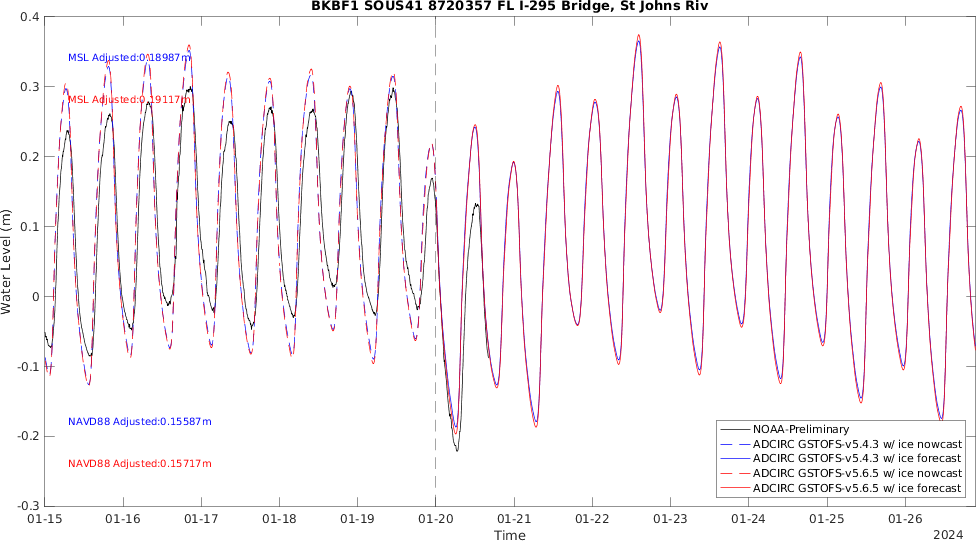 BKBF1 SOUS41 8720357 FL I-295 Bridge, St Johns Riv
0.4
0.3
0.2
0.1
0
-0.1
-0.2
-0.3
Water Level (m)
MSL Adjusted:0.18987m
MSL Adjusted:0.19117m
NAVD88 Adjusted:0.15587m
NAVD88 Adjusted:0.15717m
NOAA-Preliminary
ADCIRC GSTOFS-v5.4.3 w/ ice nowcast
ADCIRC GSTOFS-v5.4.3 w/ ice forecast
ADCIRC GSTOFS-v5.6.5 w/ ice nowcast
ADCIRC GSTOFS-v5.6.5 w/ ice forecast
01-15 01-16 01-17 01-18 01-19 01-20 01-21 01-22 01-23 01-24 01-25 01-26
Time
2024